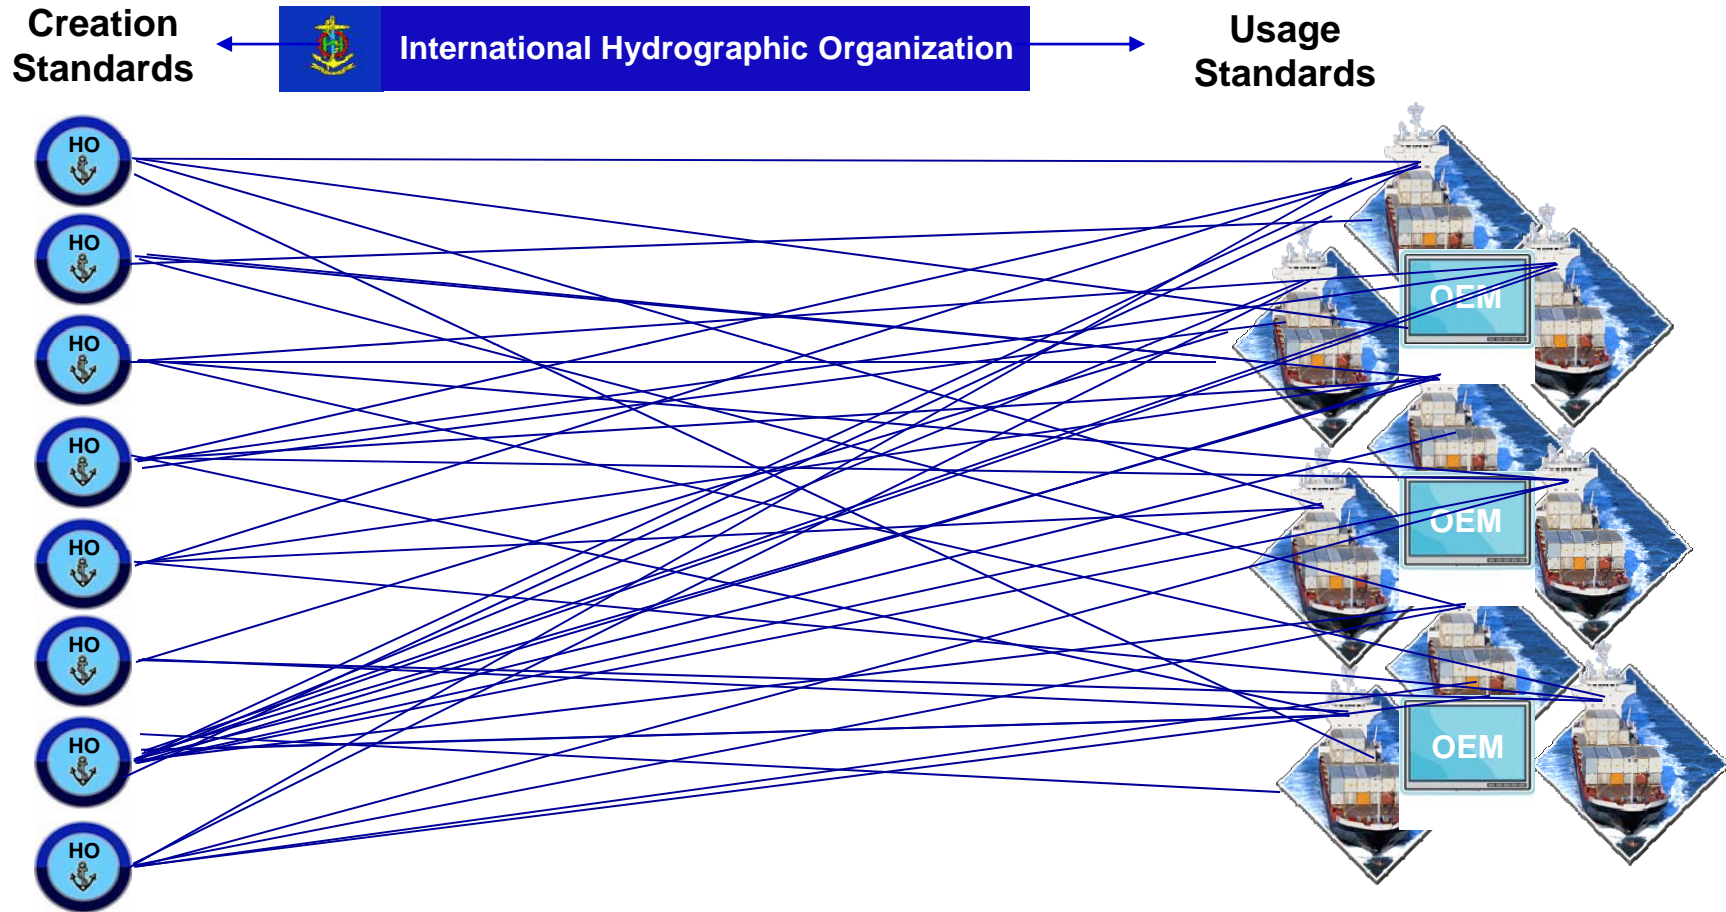 Creation
Standards
International Hydrographic Organization
Usage
Standards
HO
HO
HO
HO
HO
HO
HO
HO
OEM
OEM
OEM